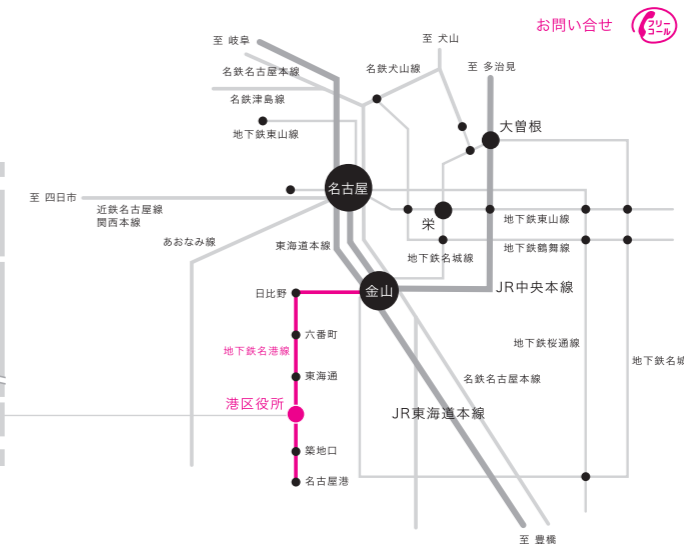 お問い合せ
フリーコール
至 岐阜
至 犬山
名鉄犬山線
至 多治見
名鉄名古屋本線
名鉄津島線
地下鉄東山線
大曽根
名古屋
至 四日市
近鉄名古屋線
関西本線
栄
地下鉄東山線
あおなみ線
東海道本線
地下鉄名城線
地下鉄鶴舞線
日比野
金山
JR中央本線
六番町
地下鉄名港線
地下鉄桜通線
地下鉄名城
東海通
名鉄名古屋本線
港区役所
JR東海道本線
築地口
名古屋港
至 豊橋